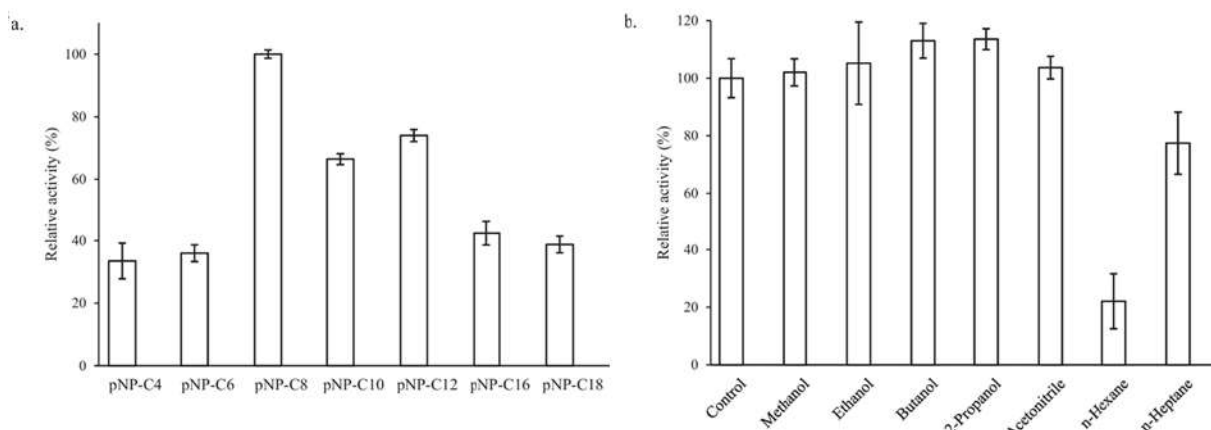 a.
Relative activity (%)
100
80
60
40
20
0
pNP-C4 pNP-C6 pNP-C8 pNP-C10 pNP-C12 pNP-C16 pNP-C18
b.
Relative activity (%)
120
100
80
60
40
20
0
Control Methanol Ethanol Butanol 2-Propanol Acetonitrile n-Hexane n-Heptane